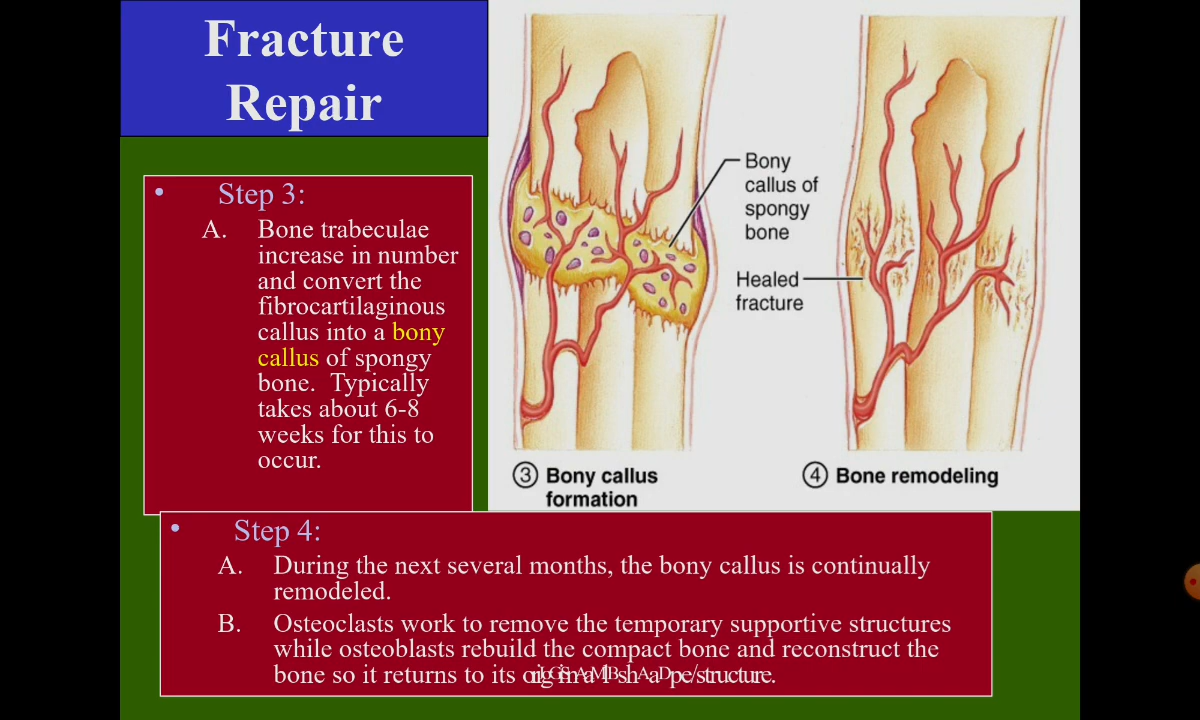 Fracture
Repair
• Step 3:
A. Bone trabeculae
increase in number
and convert the
fibrocartilaginous
callus into a bony
callus of spongy
bone. Typically
takes about 6-8
weeks for this to
occur.
Bony
callus of
spongy
bone
Healed
fracture
③ Bony callus
formation
④ Bone remodeling
• Step 4:
A. During the next several months, the bony callus is continually
remodeled.
B. Osteoclasts work to remove the temporary supportive structures
while osteoblasts rebuild the compact bone and reconstruct the
bone so it returns to its original shape/structure.